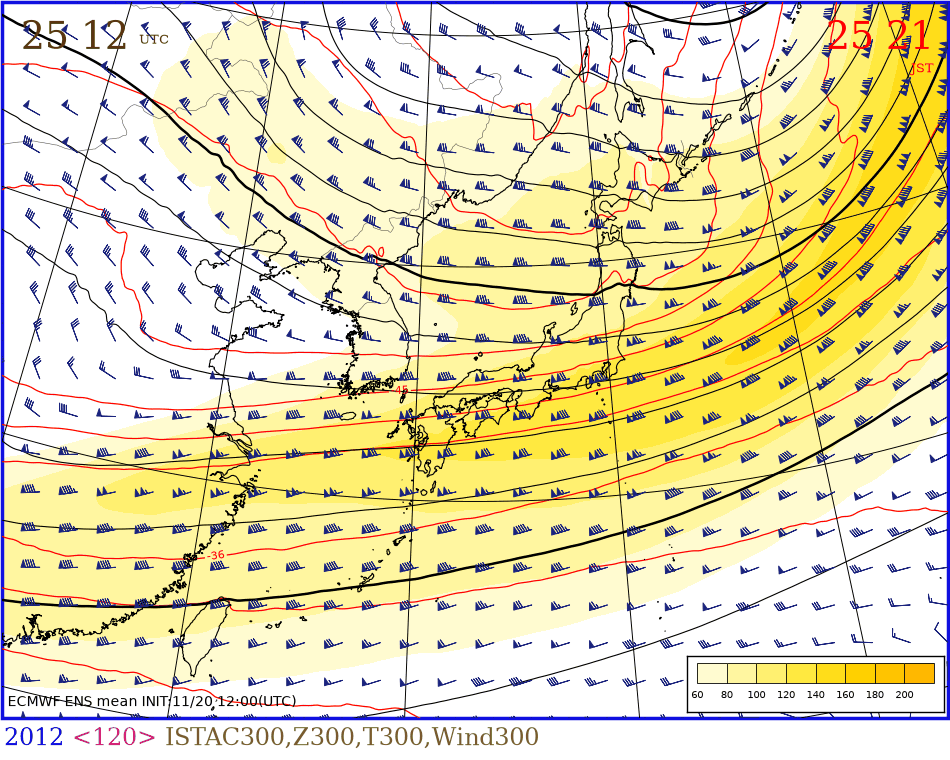 25 12 UTC
25 21
JST
0
-45
-36
60 80 100 120 140 160 180 200
ECMWF ENS mean INIT:11/20 12:00(UTC)
2012 <120> ISTAC300,Z300,T300,Wind300